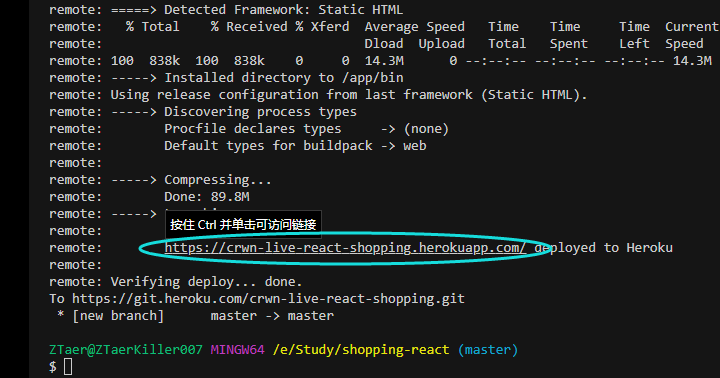 remote: =====> Detected Framework: Static HTML
remote:   % Total    % Received % Xferd  Average Speed   Time    Time     Time  Current
remote:                                  Dload  Upload   Total   Spent    Left  Speed
remote: 100  838k  100  838k    0     0  14.3M      0 --:--:-- --:--:-- --:--:-- 14.3M
remote: -----> Installed directory to /app/bin
remote: Using release configuration from last framework (Static HTML).
remote: -----> Discovering process types
remote:        Procfile declares types     -> (none)
remote:        Default types for buildpack -> web
remote:
remote: -----> Compressing...
remote:        Done: 89.8M
remote: ----->
按住 Ctrl 并单击可访问链接
remote:
remote:        https://crwn-live-react-shopping.herokuapp.com/ deployed to Heroku
remote:
remote: Verifying deploy... done.
To https://git.heroku.com/crwn-live-react-shopping.git
 * [new branch]      master -> master
ZTaer@ZTaerKiller007 MINGW64 /e/Study/shopping-react (master)
$